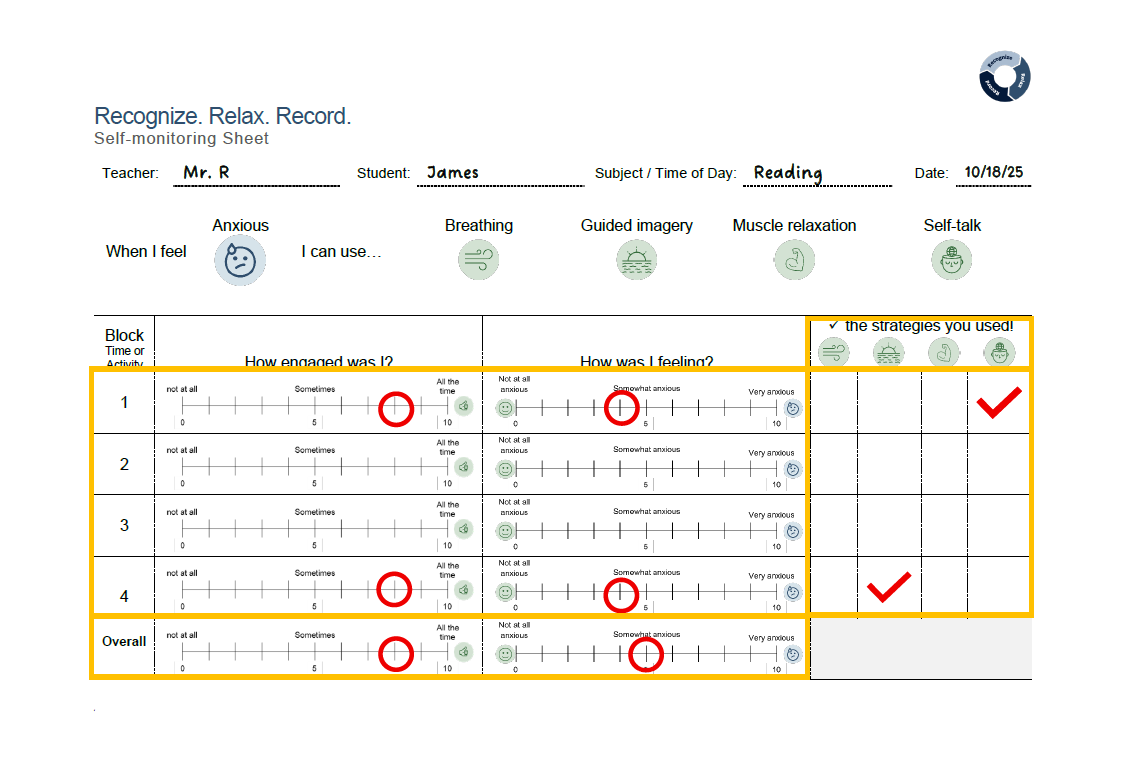 Recognize
Relax
Record
Recognize. Relax. Record.
Self-monitoring Sheet
Teacher: Mr. R Student: James Subject / Time of Day: Reading Date: 10/18/25
Anxious Breathing Guided imagery Muscle relaxation Self-talk
When I feel I can use…
Block
Time or
Activity
How engaged was I?
How was I feeling?
✓ the strategies you used!
1
not at all Sometimes All the time
0 5 10
Not at all anxious Somewhat anxious Very anxious
0 5 10
2
not at all Sometimes All the time
0 5 10
Not at all anxious Somewhat anxious Very anxious
0 5 10
3
not at all Sometimes All the time
0 5 10
Not at all anxious Somewhat anxious Very anxious
0 5 10
4
not at all Sometimes All the time
0 5 10
Not at all anxious Somewhat anxious Very anxious
0 5 10
Overall
not at all Sometimes All the time
0 5 10
Not at all anxious Somewhat anxious Very anxious
0 5 10